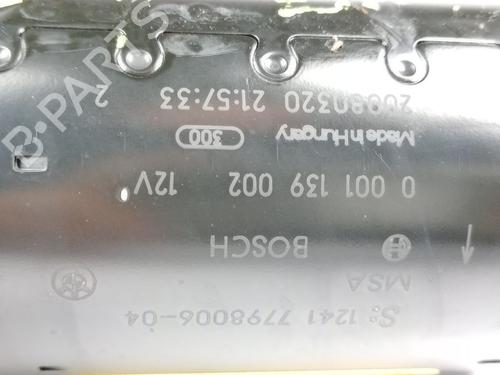 S: 1241 7798006-04
MSA
BOSCH
0 001 139 002 12V
300
Made in Hungary
20080320 21:57:33 2
B-PARTS